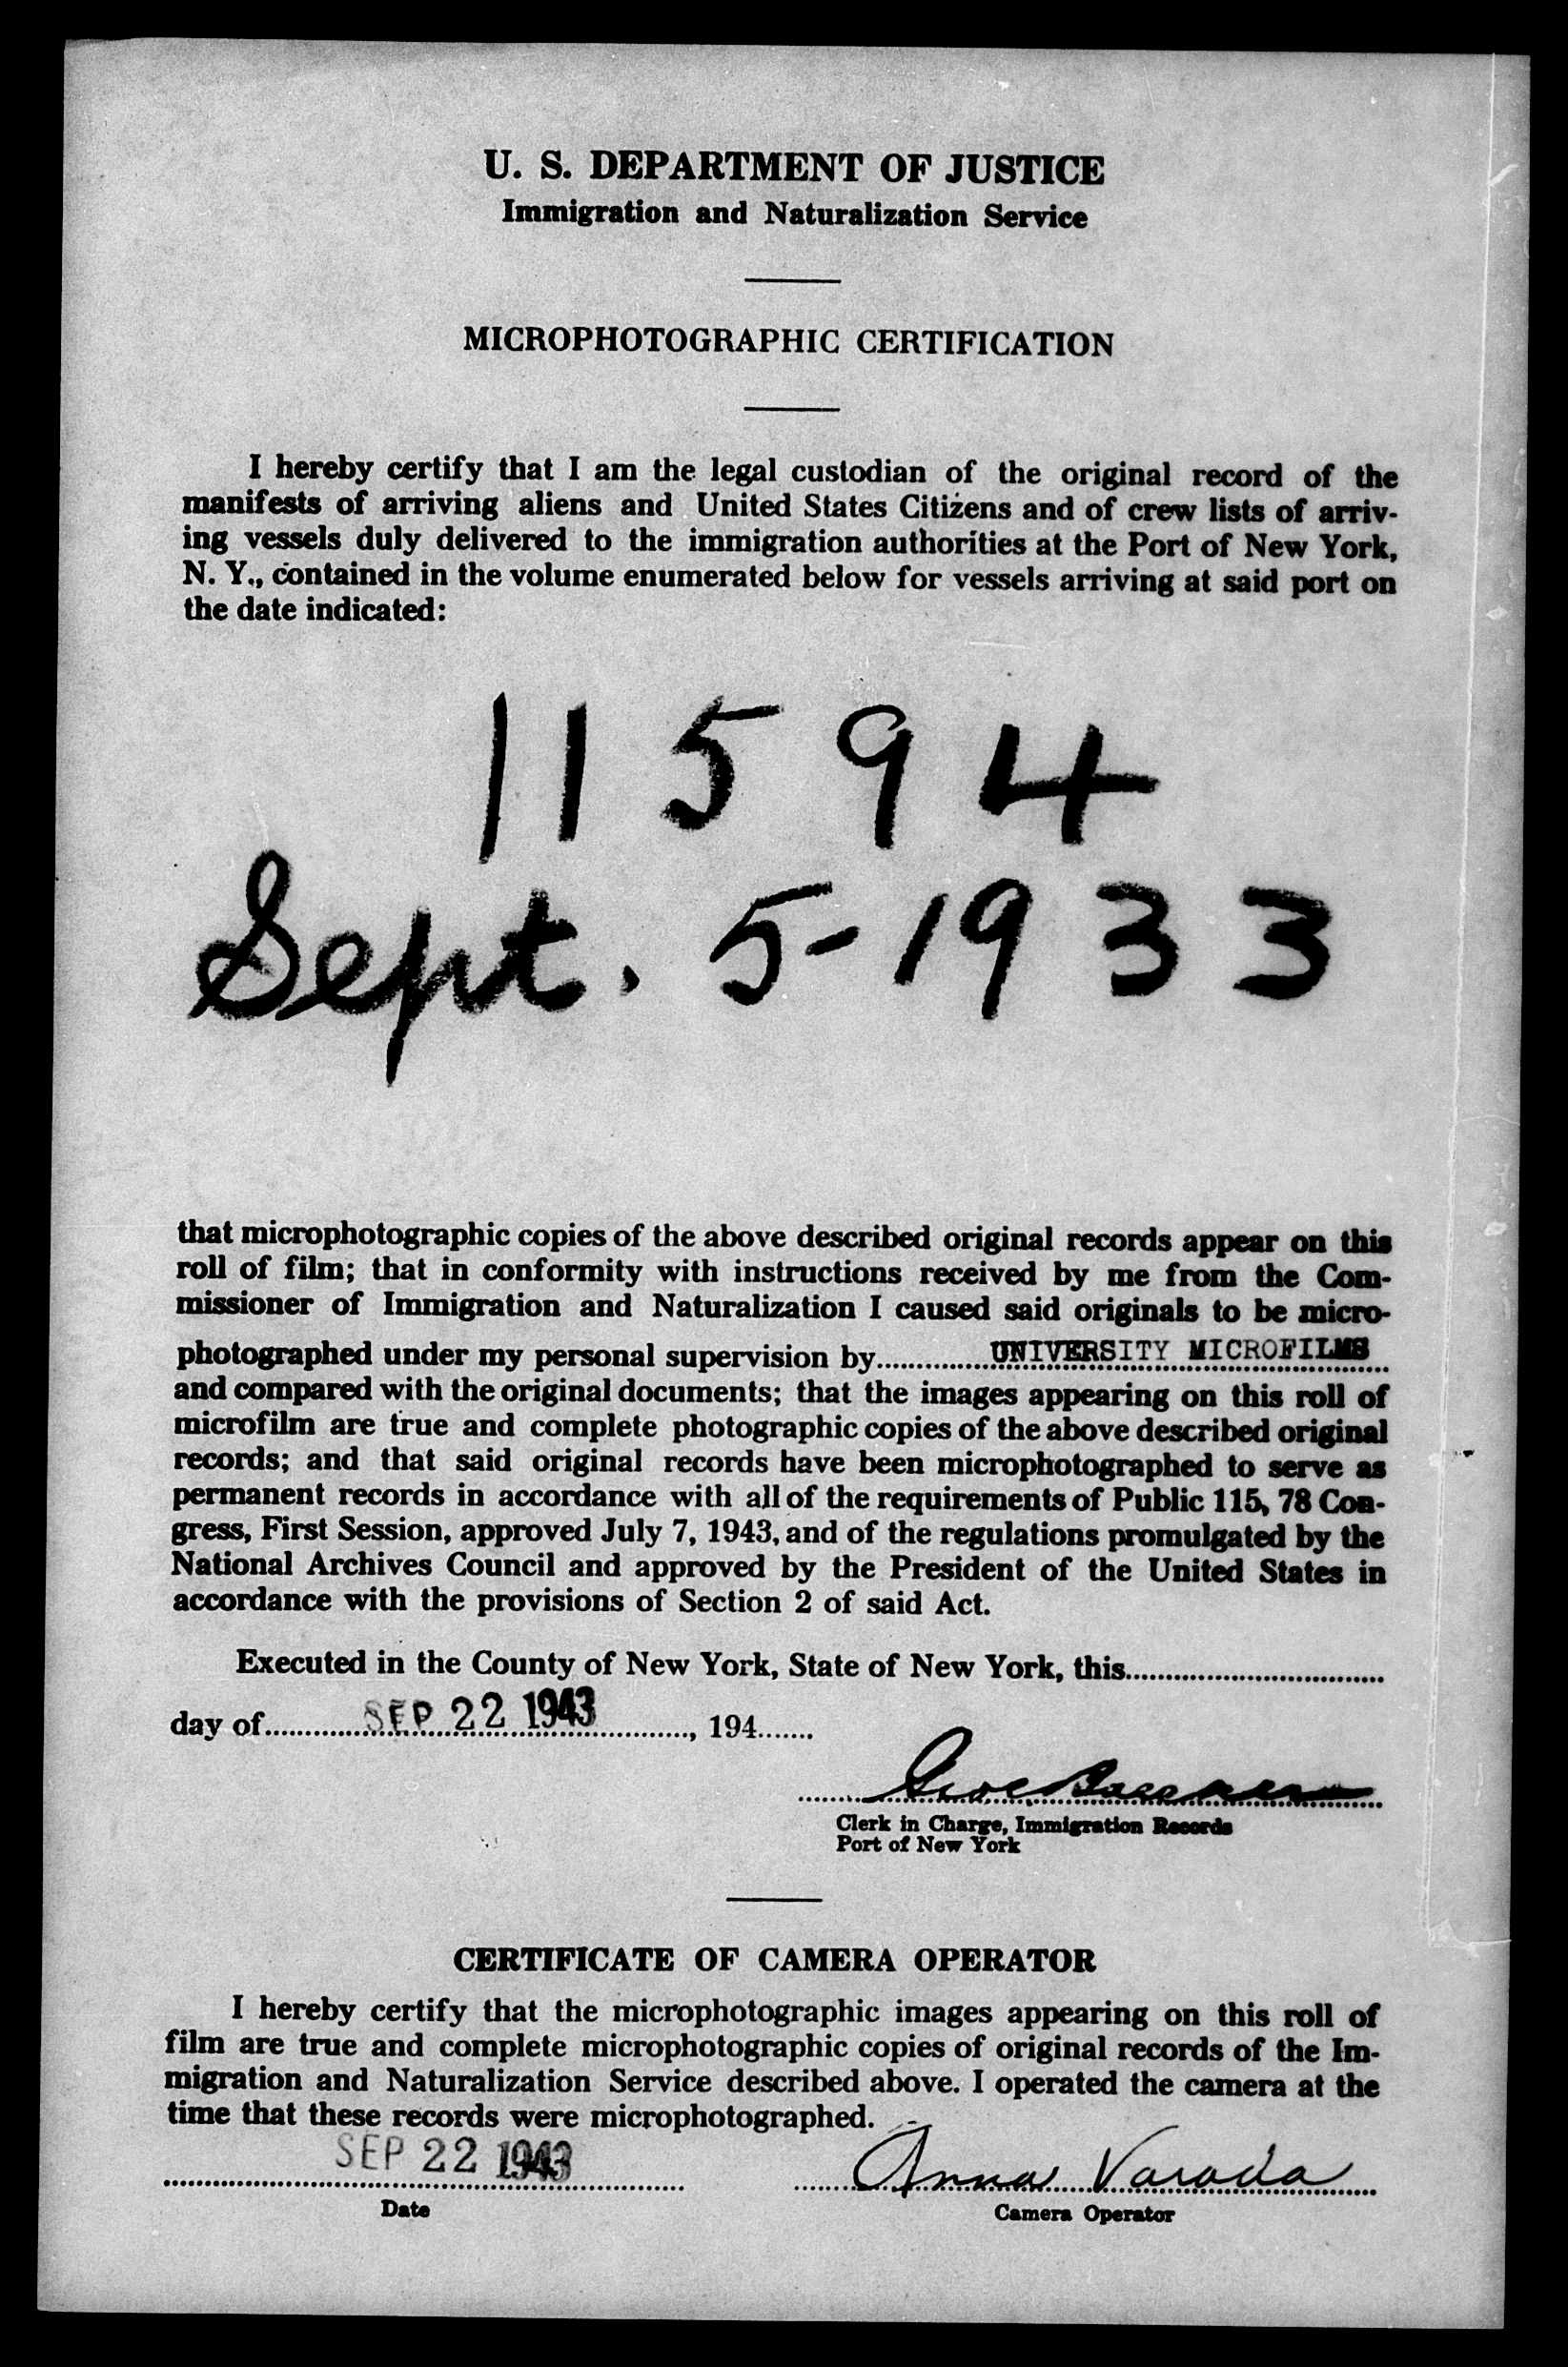 U. S. DEPARTMENT OF JUSTICE
Immigration and Naturalization Service
MICROPHOTOGRAPHIC CERTIFICATION
I hereby certify that I am the legal custodian of the original record of the
manifests of arriving aliens and United States Citizens and of crew lists of arriv-
ing vessels duly delivered to the immigration authorities at the Port of New York,
N. Y., contained in the volume enumerated below for vessels arriving at said port on
the date indicated:
11594
Sept. 5-1933
that microphotographic copies of the above described original records appear on this
roll of film; that in conformity with instructions received by me from the Com-
missioner of Immigration and Naturalization I caused said originals to be micro-
photographed under my personal supervision by UNIVERSITY MICROFILMS
and compared with the original documents; that the images appearing on this roll of
microfilm are true and complete photographic copies of the above described original
records; and that said original records have been microphotographed to serve as
permanent records in accordance with all of the requirements of Public 115, 78 Con-
gress, First Session, approved July 7, 1943, and of the regulations promulgated by the
National Archives Council and approved by the President of the United States in
accordance with the provisions of Section 2 of said Act.
Executed in the County of New York, State of New York, this
day of SEP 22 1943, 194
Clerk in Charge, Immigration Records
Port of New York
CERTIFICATE OF CAMERA OPERATOR
I hereby certify that the microphotographic images appearing on this roll of
film are true and complete microphotographic copies of original records of the Im-
migration and Naturalization Service described above. I operated the camera at the
time that these records were microphotographed.
SEP 22 1943 Anna Varada
Date Camera Operator